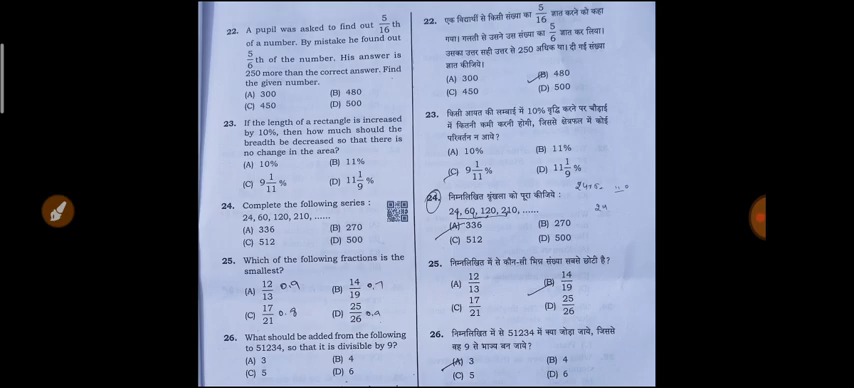 22. A pupil was asked to find out 5/16 th
of a number. By mistake he found out
5/6 th of the number. His answer is
250 more than the correct answer. Find
the given number.
(A) 300 (B) 480
(C) 450 (D) 500
23. If the length of a rectangle is increased
by 10%, then how much should the
breadth be decreased so that there is
no change in the area?
(A) 10% (B) 11%
(C) 9 1/11 % (D) 11 1/9 %
24. Complete the following series :
24, 60, 120, 210, ......
(A) 336 (B) 270
(C) 512 (D) 500
25. Which of the following fractions is the
smallest?
(A) 12/13 0.9 (B) 14/19 0.7
(C) 17/21 0.8 (D) 25/26 0.9
26. What should be added from the following
to 51234, so that it is divisible by 9?
(A) 3 (B) 4
(C) 5 (D) 6
22. एक विद्यार्थी से किसी संख्या का 5/16 ज्ञात करने को कहा
गया। गलती से उसने उस संख्या का 5/6 ज्ञात कर लिया।
उसका उत्तर सही उत्तर से 250 अधिक था। दी गई संख्या
ज्ञात कीजिये।
(A) 300 (B) 480
(C) 450 (D) 500
23. किसी आयत की लम्बाई में 10% वृद्धि करने पर चौड़ाई
में कितनी कमी करनी होगी, जिससे क्षेत्रफल में कोई
परिवर्तन न आये?
(A) 10% (B) 11%
(C) 9 1/11 % (D) 11 1/9 %
24. निम्नलिखित श्रृंखला को पूरा कीजिये :
24, 60, 120, 210, ......
24
(A) 336 (B) 270
(C) 512 (D) 500
25. निम्नलिखित में से कौन-सी भिन्न संख्या सबसे छोटी है?
(A) 12/13 (B) 14/19
(C) 17/21 (D) 25/26
26. निम्नलिखित में से 51234 में क्या जोड़ा जाये, जिससे
वह 9 से भाज्य बन जाये?
(A) 3 (B) 4
(C) 5 (D) 6